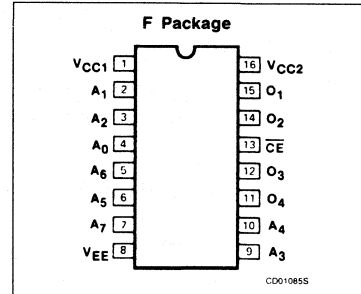 F Package
VCC1 1 16 VCC2
A1 2 15 O1
A2 3 14 O2
A0 4 13 C̅E̅
A6 5 12 O3
A5 6 11 O4
A7 7 10 A4
VEE 8 9 A3
CD01085S